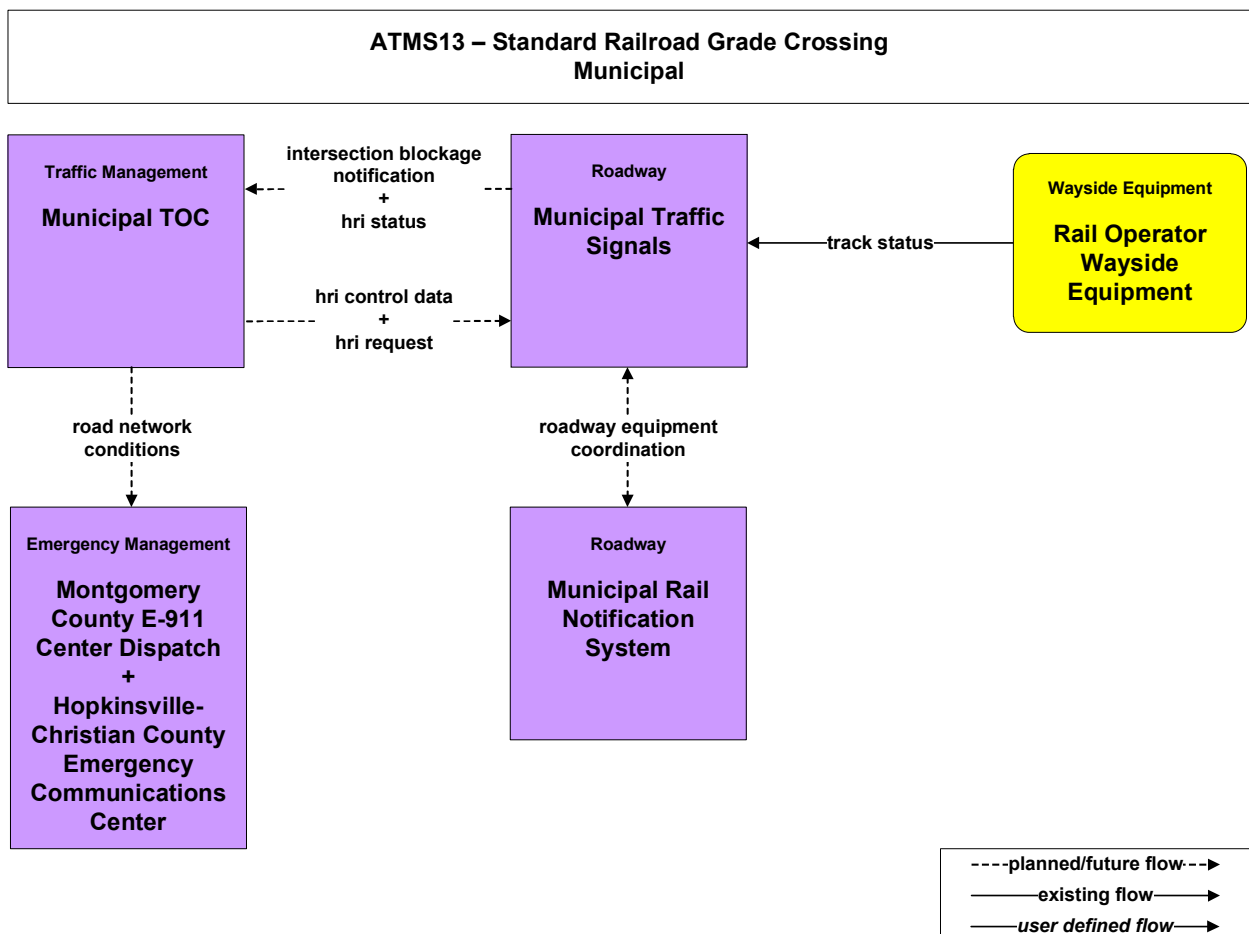 ATMS13 – Standard Railroad Grade Crossing
Municipal
Traffic Management
Municipal TOC
intersection blockage
notification
+
hri status
hri control data
+
hri request
Roadway
Municipal Traffic
Signals
track status
Wayside Equipment
Rail Operator
Wayside
Equipment
road network
conditions
roadway equipment
coordination
Emergency Management
Montgomery
County E-911
Center Dispatch
+
Hopkinsville-
Christian County
Emergency
Communications
Center
Roadway
Municipal Rail
Notification
System
planned/future flow
existing flow
user defined flow